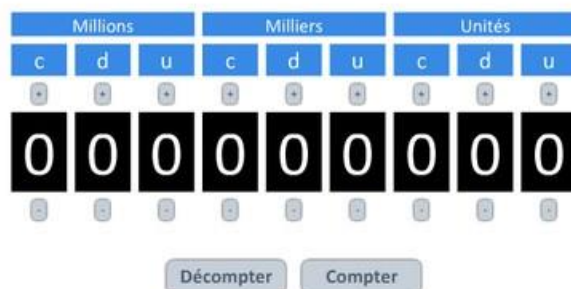 Millions Milliers Unités
c d u c d u c d u
+ + + + + + + + +
0 0 0 0 0 0 0 0 0
- - - - - - - - -
Décompter Compter